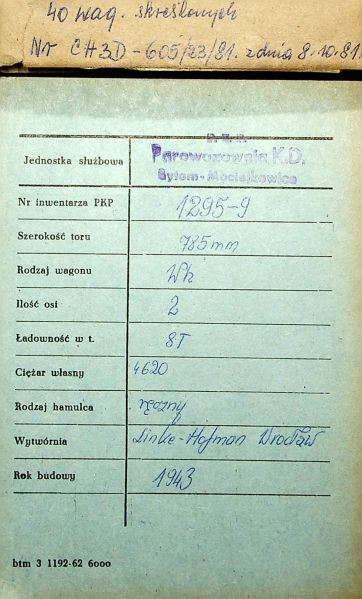 40 wag. skreślonych
Nr CH3D-605/23/81. z dnia 8.10.81
P.K.P.
Jednostka służbowa Parowozownia K.D.
Bytom-Maciejkowice
Nr inwentarza PKP 1295-9
Szerokość toru 785 mm
Rodzaj wagonu Wk
Ilość osi 2
Ładowność w t. 8T
Ciężar własny 4620
Rodzaj hamulca ręczny
Wytwórnia Linke-Hofman Wrocław
Rok budowy 1943
btm 3 1192-62 6000